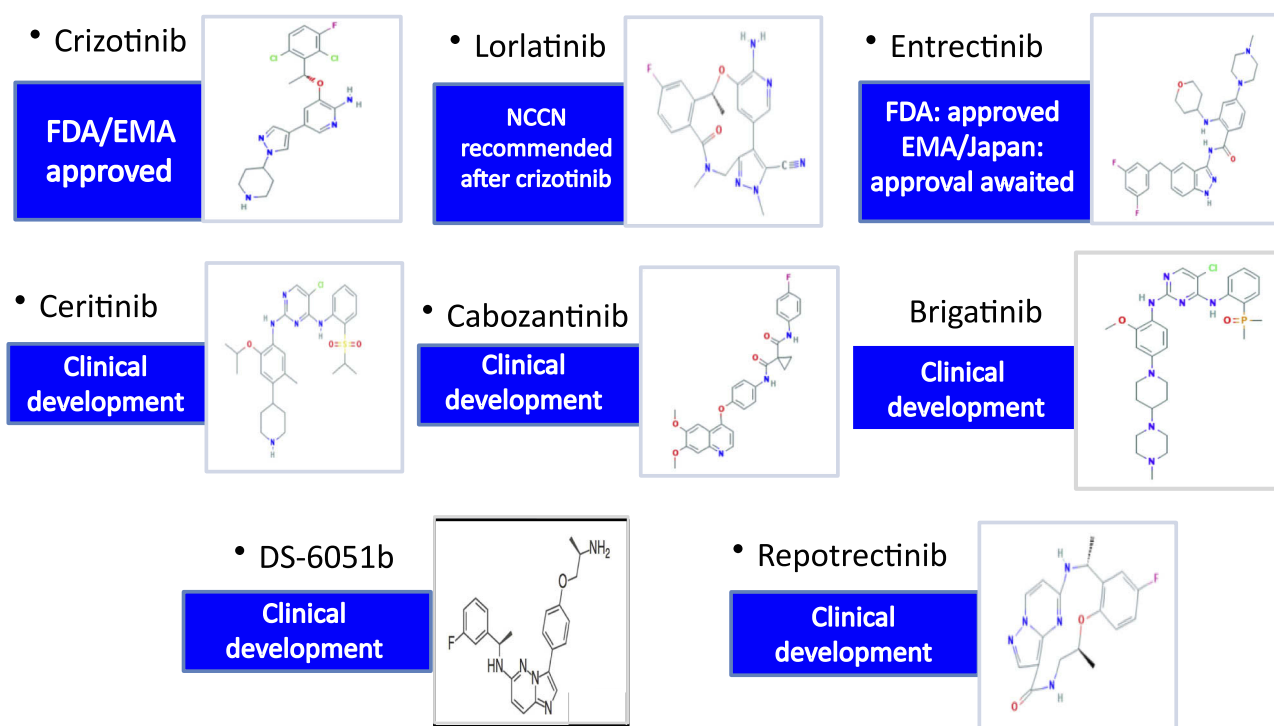 • Crizotinib
FDA/EMA
approved
• Lorlatinib
NCCN
recommended
after crizotinib
• Entrectinib
FDA: approved
EMA/Japan:
approval awaited
• Ceritinib
Clinical
development
• Cabozantinib
Clinical
development
Brigatinib
Clinical
development
• DS-6051b
Clinical
development
• Repotrectinib
Clinical
development